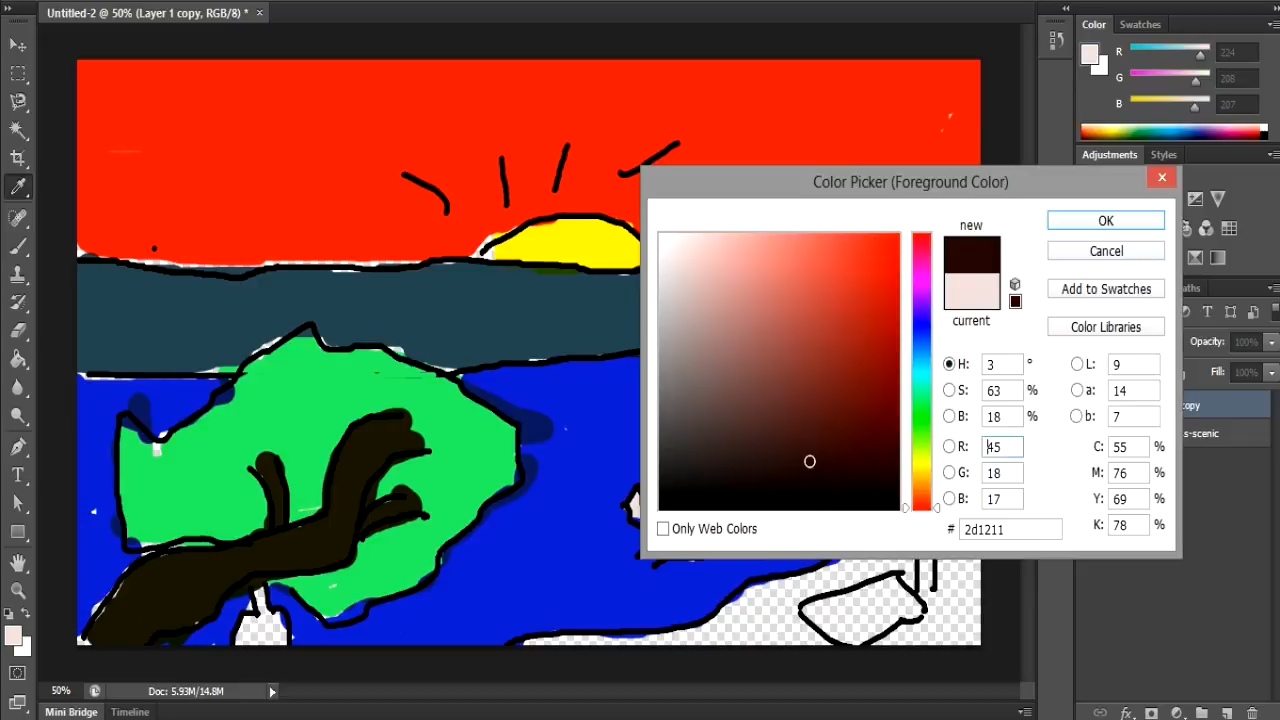 Untitled-2 @ 50% (Layer 1 copy, RGB/8) * ×
Color Swatches
R 224
G 208
B 207
Adjustments Styles
Color Picker (Foreground Color)
new
current
OK
Cancel
Add to Swatches
Color Libraries
H: 3 °
S: 63 %
B: 18 %
R: 45
G: 18
B: 17
L: 9
a: 14
b: 7
C: 55 %
M: 76 %
Y: 69 %
K: 78 %
# 2d1211
Only Web Colors
aths
Opacity: 100%
Fill: 100%
copy
s-scenic
50% Doc: 5.93M/14.8M
Mini Bridge Timeline